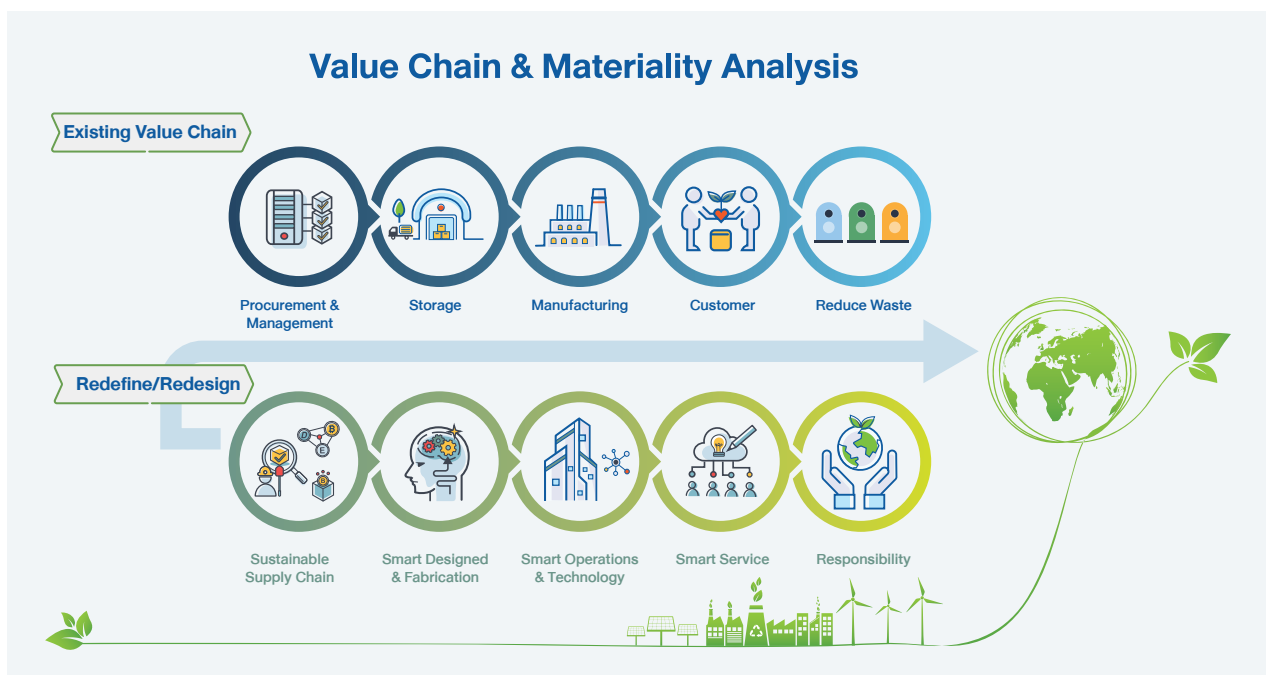 Value Chain & Materiality Analysis
Existing Value Chain
Procurement &
Management
Storage
Manufacturing
Customer
Reduce Waste
Redefine/Redesign
Sustainable
Supply Chain
Smart Designed
& Fabrication
Smart Operations
& Technology
Smart Service
Responsibility